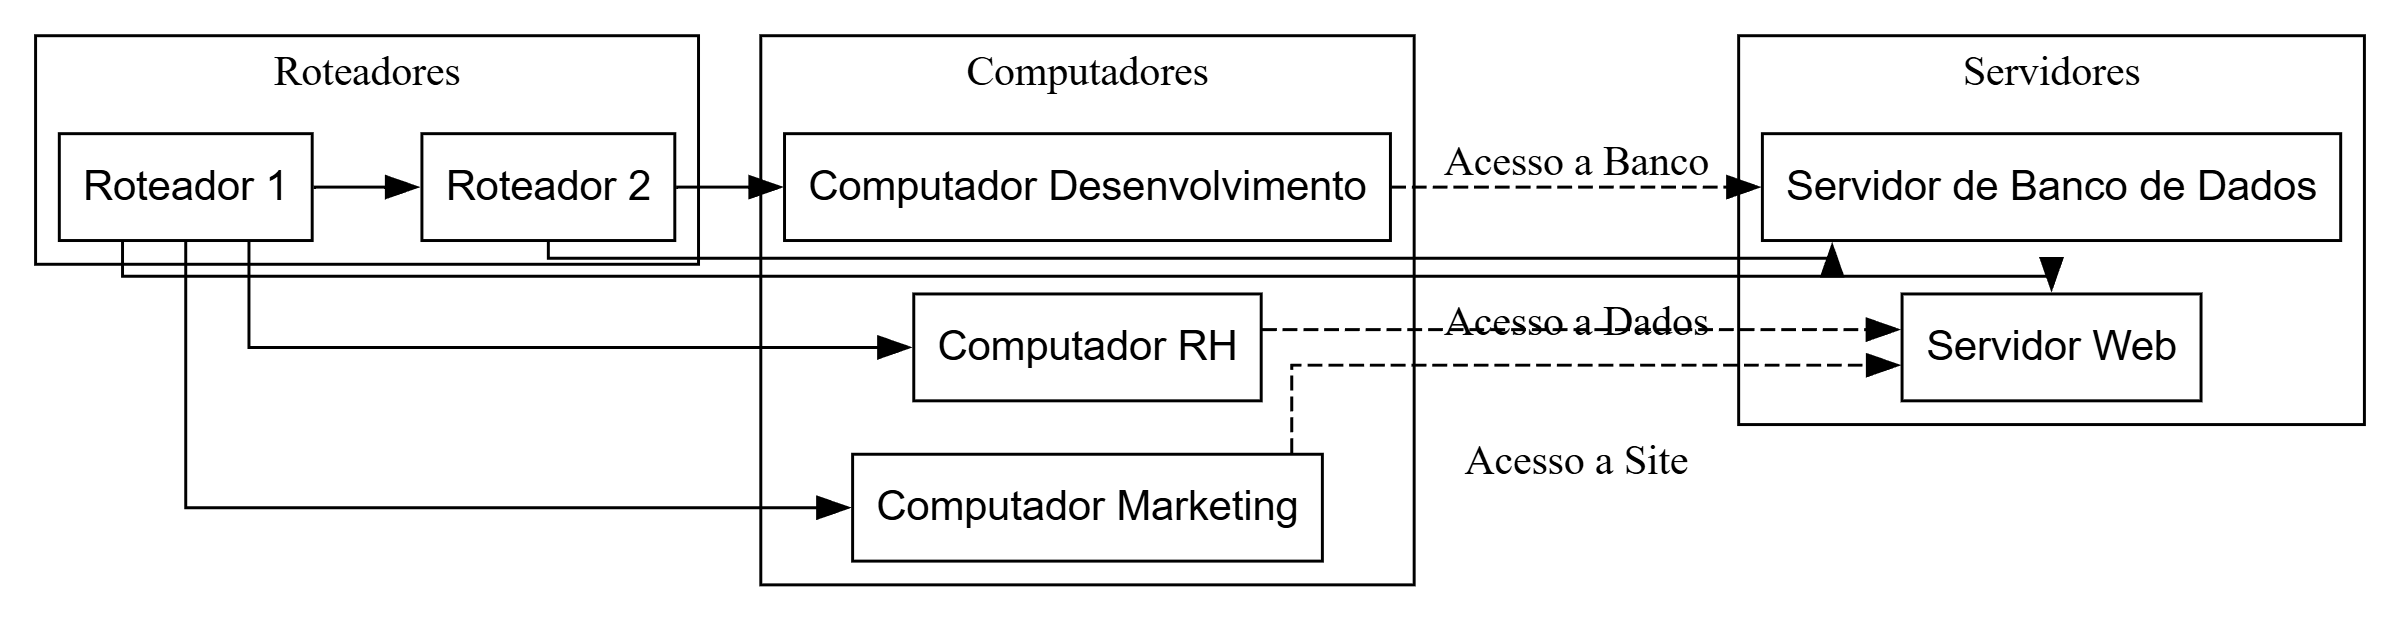 Roteadores
Computadores
Servidores
Roteador 1
Roteador 2
Computador Desenvolvimento
Acesso a Banco
Servidor de Banco de Dados
Computador RH
Acesso a Dados
Servidor Web
Acesso a Site
Computador Marketing